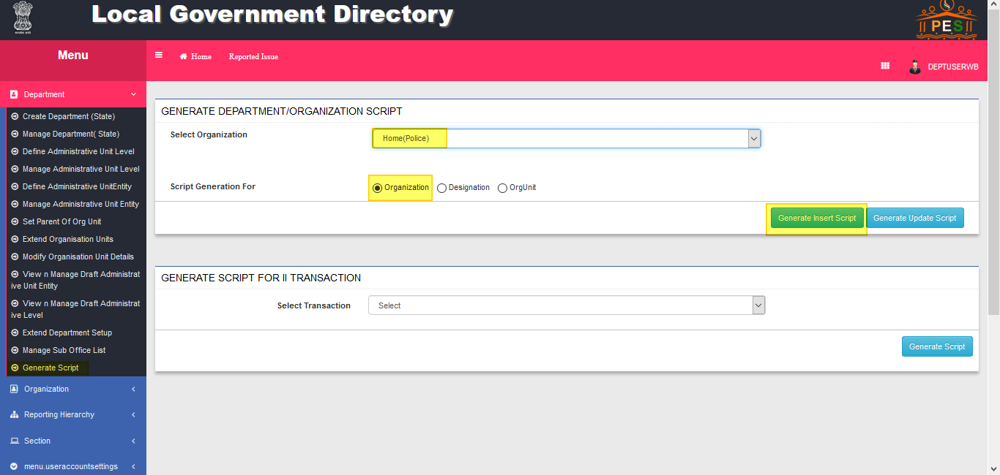 Local Government Directory
PES
Menu
Home
Reported Issue
DEPTUSERWB
Department
Create Department (State)
Manage Department( State)
Define Administrative Unit Level
Manage Administrative Unit Level
Define Administrative UnitEntity
Manage Administrative Unit Entity
Set Parent Of Org Unit
Extend Organisation Units
Modify Organisation Unit Details
View n Manage Draft Administrat
ive Unit Entity
View n Manage Draft Administrat
ive Level
Extend Department Setup
Manage Sub Office List
Generate Script
Organization
Reporting Hierarchy
Section
menu.useraccountsettings
GENERATE DEPARTMENT/ORGANIZATION SCRIPT
Select Organization
Home(Police)
Script Generation For
Organization
Designation
OrgUnit
Generate Insert Script
Generate Update Script
GENERATE SCRIPT FOR II TRANSACTION
Select Transaction
Select
Generate Script